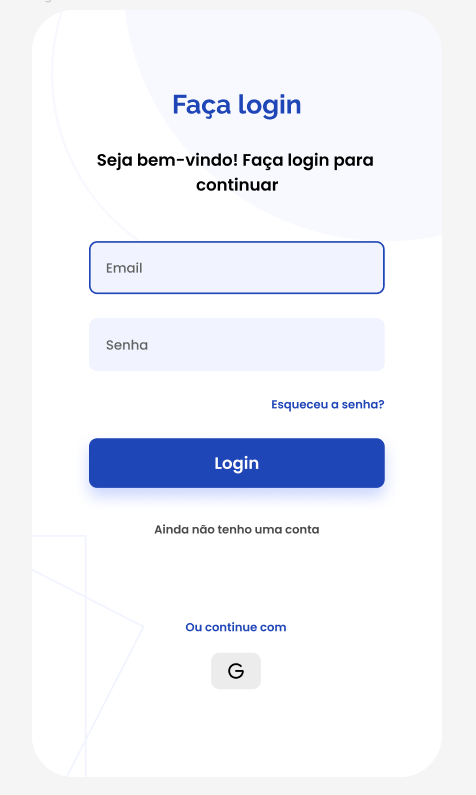 Faça login
Seja bem-vindo! Faça login para
continuar
Email
Senha
Esqueceu a senha?
Login
Ainda não tenho uma conta
Ou continue com
G